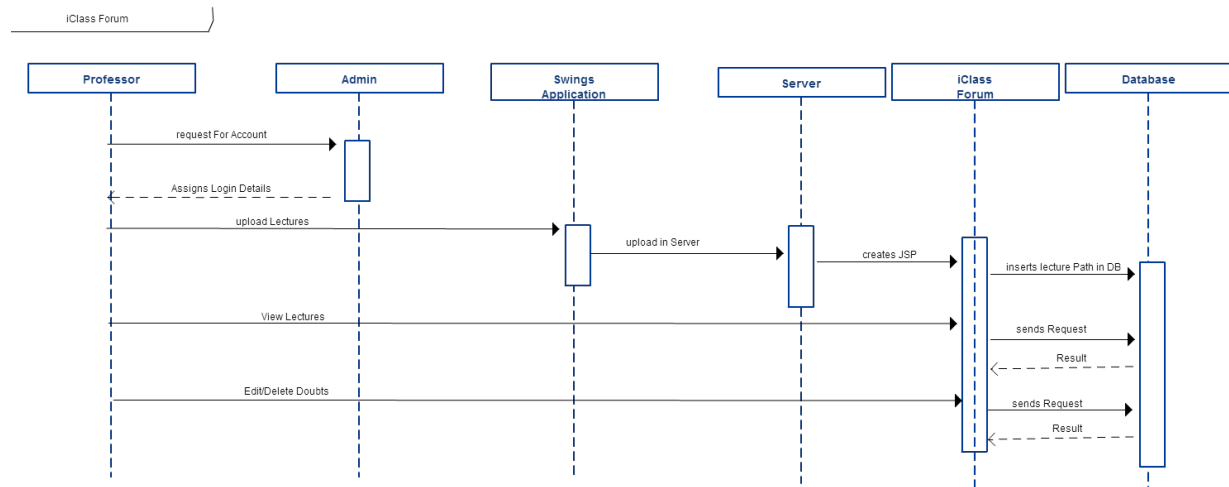 iClass Forum
Professor
Admin
Swings
Application
Server
iClass
Forum
Database
request For Account
Assigns Login Details
upload Lectures
upload in Server
creates JSP
inserts lecture Path in DB
View Lectures
sends Request
Result
Edit/Delete Doubts
sends Request
Result